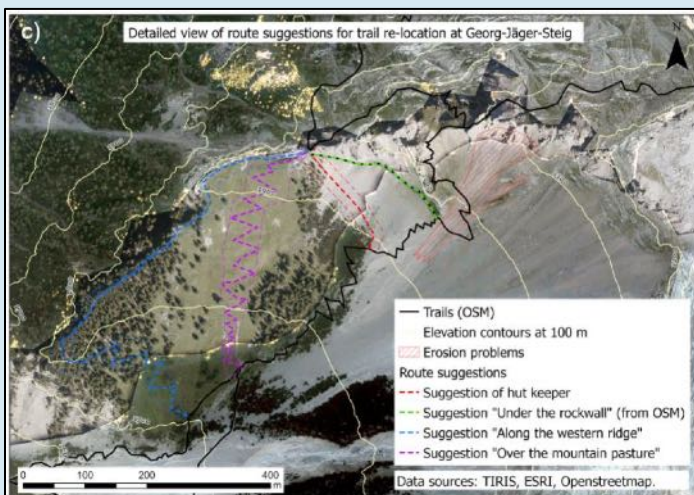 c)
Detailed view of route suggestions for trail re-location at Georg-Jäger-Steig
N
Trails (OSM)
Elevation contours at 100 m
Erosion problems
Route suggestions
Suggestion of hut keeper
Suggestion "Under the rockwall" (from OSM)
Suggestion "Along the western ridge"
Suggestion "Over the mountain pasture"
0 50 100 200 300 400
m
Data sources: TIRIS, ESRI, Openstreetmap.